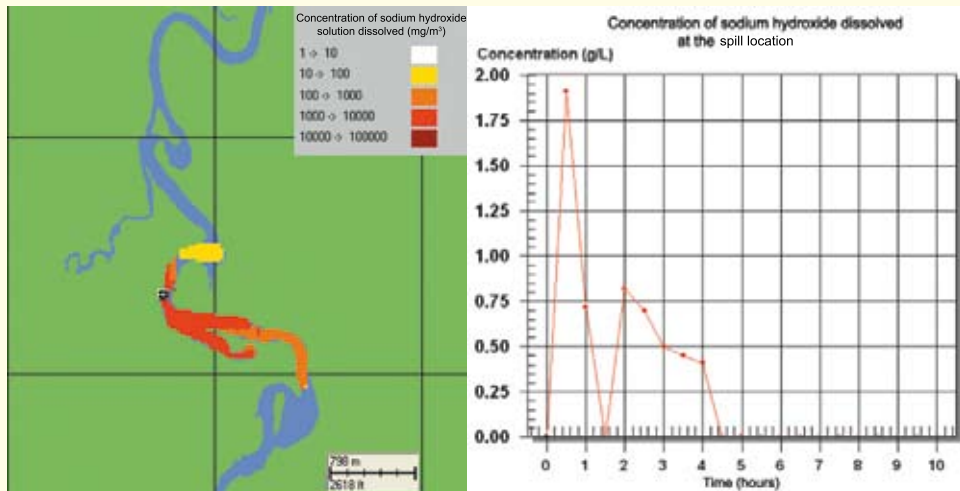 Concentration of sodium hydroxide
solution dissolved (mg/m³)
1 -> 10
10 -> 100
100 -> 1000
1000 -> 10000
10000 -> 100000
798 m
2618 ft
Concentration of sodium hydroxide dissolved
at the spill location
Concentration (g/L)
2.00
1.75
1.50
1.25
1.00
0.75
0.50
0.25
0.00
0 1 2 3 4 5 6 7 8 9 10
Time (hours)